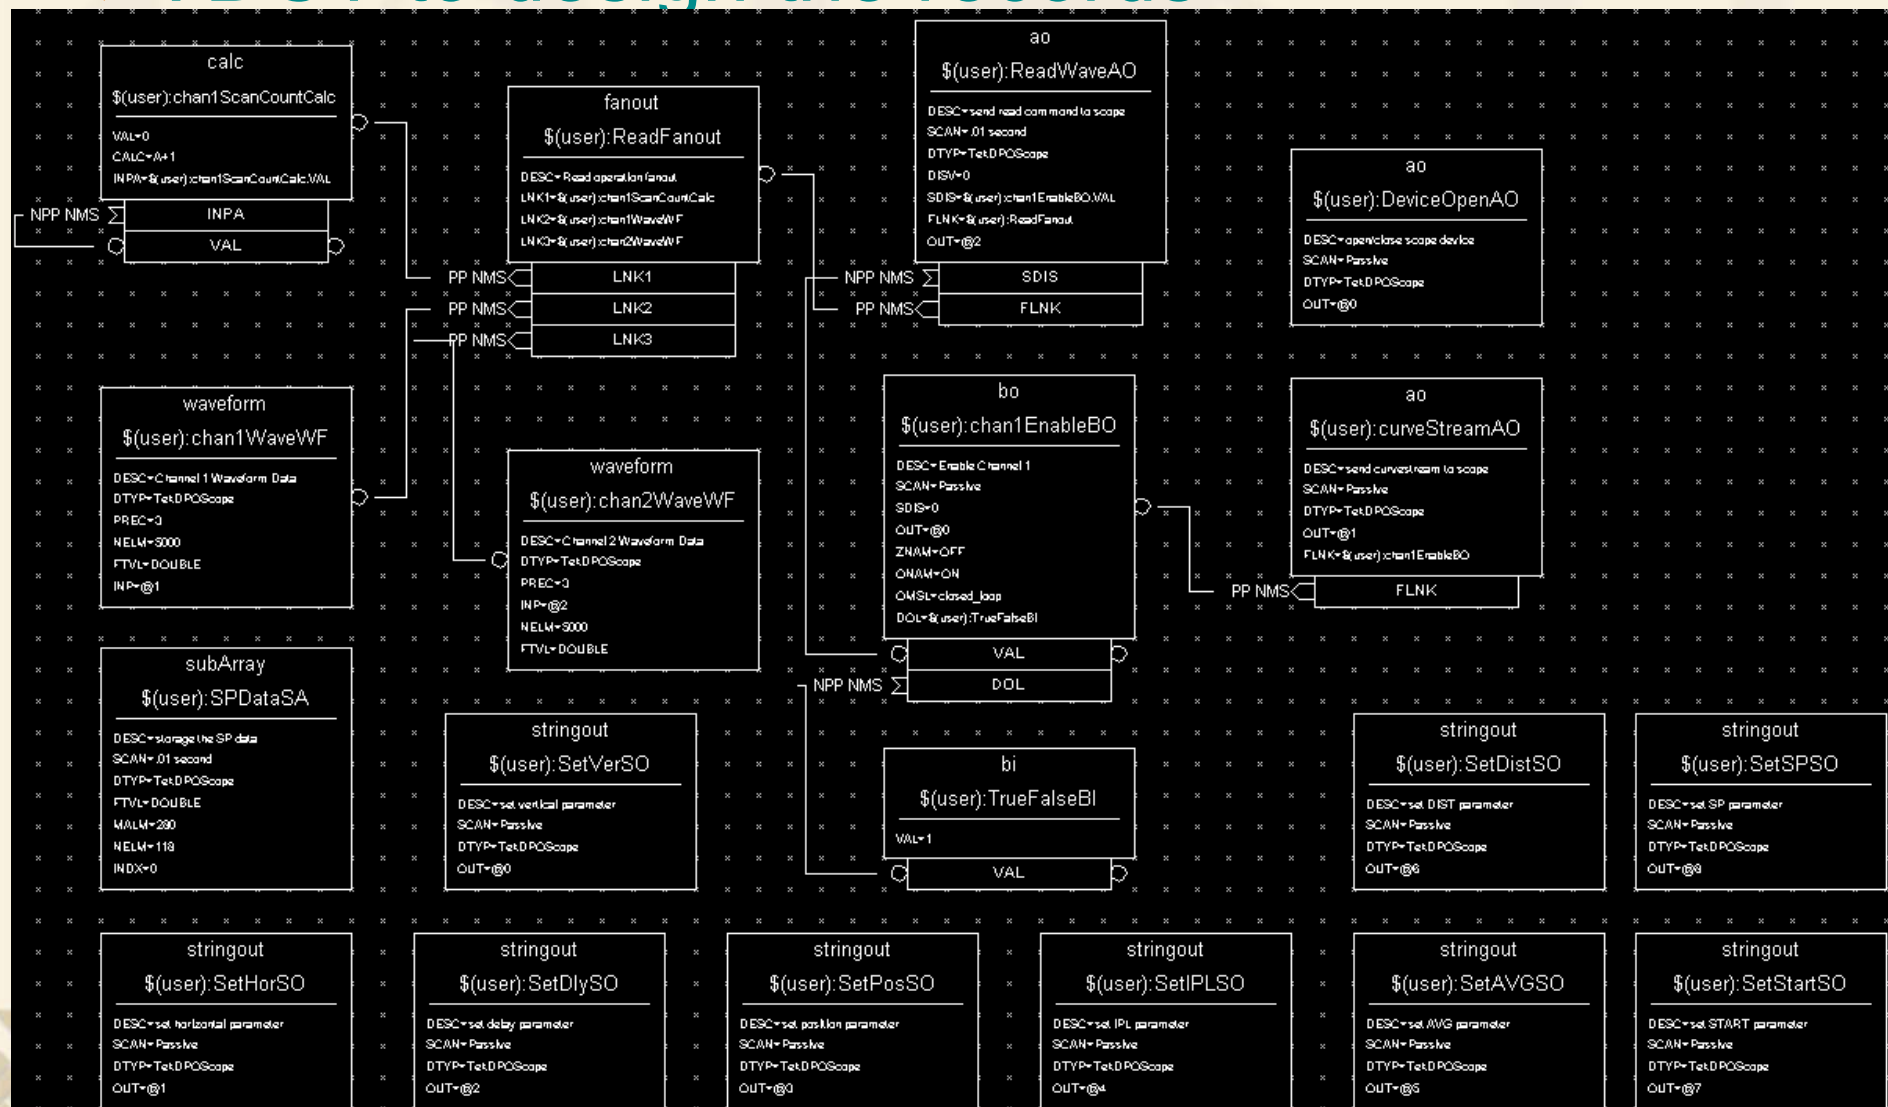 to design the records
calc
$(user):chan1ScanCountCalc
VAL=0
CALC=A+1
INPA=$(user):chan1ScanCountCalc.VAL
NPP NMS
INPA
VAL
fanout
$(user):ReadFanout
DESC=Read operation fanout
LNK1=$(user):chan1ScanCountCalc
LNK2=$(user):chan1WaveWF
LNK3=$(user):chan2WaveWF
PP NMS
LNK1
PP NMS
LNK2
PP NMS
LNK3
ao
$(user):ReadWaveAO
DESC=send read command to scope
SCAN=.01 second
DTYP=TekDPOScope
DISV=0
SDIS=$(user):chan1EnableBO.VAL
FLNK=$(user):ReadFanout
OUT=@2
NPP NMS
SDIS
PP NMS
FLNK
ao
$(user):DeviceOpenAO
DESC=open/close scope device
SCAN=Passive
DTYP=TekDPOScope
OUT=@0
waveform
$(user):chan1WaveWF
DESC=Channel 1 Waveform Data
DTYP=TekDPOScope
PREC=3
NELM=5000
FTVL=DOUBLE
INP=@1
waveform
$(user):chan2WaveWF
DESC=Channel 2 Waveform Data
DTYP=TekDPOScope
PREC=3
INP=@2
NELM=5000
FTVL=DOUBLE
bo
$(user):chan1EnableBO
DESC=Enable Channel 1
SCAN=Passive
SDIS=0
OUT=@0
ZNAM=OFF
ONAM=ON
OMSL=closed_loop
DOL=$(user):TrueFalseBI
VAL
NPP NMS
DOL
ao
$(user):curveStreamAO
DESC=send curvestream to scope
SCAN=Passive
DTYP=TekDPOScope
OUT=@1
FLNK=$(user):chan1EnableBO
PP NMS
FLNK
subArray
$(user):SPDataSA
DESC=storage the SP data
SCAN=.01 second
DTYP=TekDPOScope
FTVL=DOUBLE
MALM=280
NELM=118
INDX=0
stringout
$(user):SetVerSO
DESC=set vertical parameter
SCAN=Passive
DTYP=TekDPOScope
OUT=@0
bi
$(user):TrueFalseBI
VAL=1
VAL
stringout
$(user):SetDistSO
DESC=set DIST parameter
SCAN=Passive
DTYP=TekDPOScope
OUT=@6
stringout
$(user):SetSPSO
DESC=set SP parameter
SCAN=Passive
DTYP=TekDPOScope
OUT=@8
stringout
$(user):SetHorSO
DESC=set horizontal parameter
SCAN=Passive
DTYP=TekDPOScope
OUT=@1
stringout
$(user):SetDlySO
DESC=set delay parameter
SCAN=Passive
DTYP=TekDPOScope
OUT=@2
stringout
$(user):SetPosSO
DESC=set position parameter
SCAN=Passive
DTYP=TekDPOScope
OUT=@3
stringout
$(user):SetIPLSO
DESC=set IPL parameter
SCAN=Passive
DTYP=TekDPOScope
OUT=@4
stringout
$(user):SetAVGSO
DESC=set AVG parameter
SCAN=Passive
DTYP=TekDPOScope
OUT=@5
stringout
$(user):SetStartSO
DESC=set START parameter
SCAN=Passive
DTYP=TekDPOScope
OUT=@7